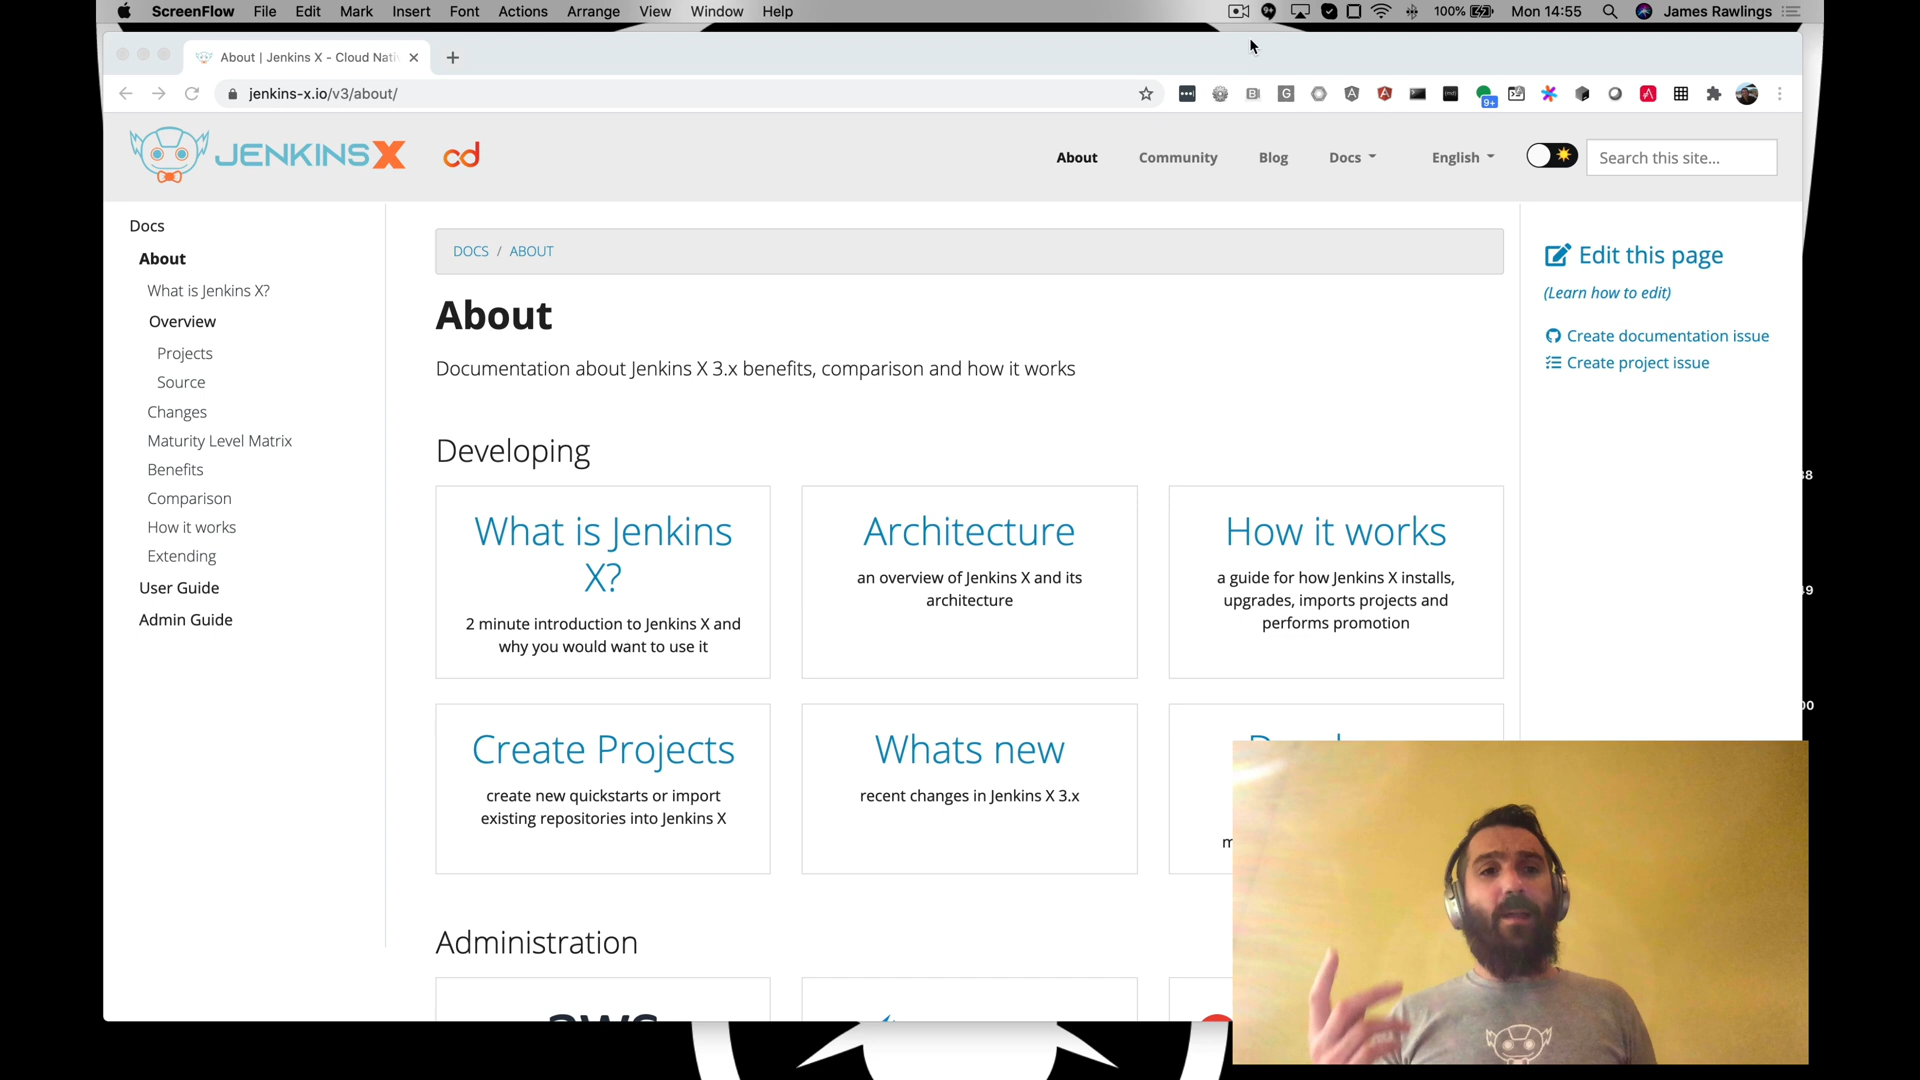 ScreenFlow File Edit Mark Insert Font Actions Arrange View Window Help 100% Mon 14:55 James Rawlings
About | Jenkins X - Cloud Nati
jenkins-x.io/v3/about/
9+
JENKINSX cd About Community Blog Docs English Search this site...
Docs
About
What is Jenkins X?
Overview
Projects
Source
Changes
Maturity Level Matrix
Benefits
Comparison
How it works
Extending
User Guide
Admin Guide
DOCS / ABOUT
About
Documentation about Jenkins X 3.x benefits, comparison and how it works
Developing
What is Jenkins
X?
2 minute introduction to Jenkins X and
why you would want to use it
Architecture
an overview of Jenkins X and its
architecture
How it works
a guide for how Jenkins X installs,
upgrades, imports projects and
performs promotion
Create Projects
create new quickstarts or import
existing repositories into Jenkins X
Whats new
recent changes in Jenkins X 3.x
Administration
aws
Edit this page
(Learn how to edit)
Create documentation issue
Create project issue